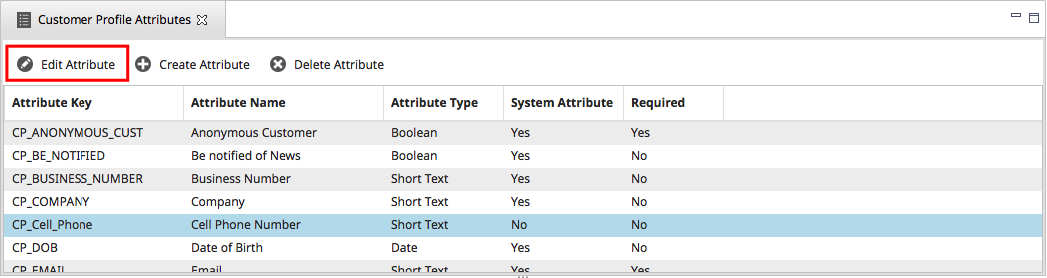 Customer Profile Attributes
Edit Attribute Create Attribute Delete Attribute
Attribute Key Attribute Name Attribute Type System Attribute Required
CP_ANONYMOUS_CUST Anonymous Customer Boolean Yes Yes
CP_BE_NOTIFIED Be notified of News Boolean Yes No
CP_BUSINESS_NUMBER Business Number Short Text Yes No
CP_COMPANY Company Short Text Yes No
CP_Cell_Phone Cell Phone Number Short Text No No
CP_DOB Date of Birth Date Yes No
CP_EMAIL Email Short Text Yes Yes